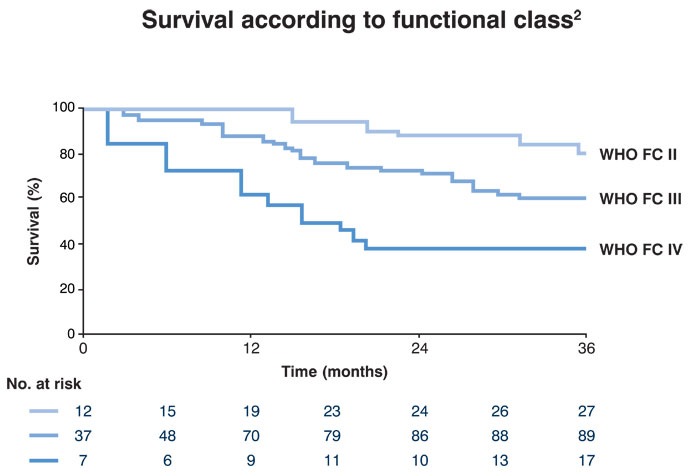 Survival according to functional class2
100
80
60
40
20
0
Survival (%)
WHO FC II
WHO FC III
WHO FC IV
0 12 24 36
Time (months)
No. at risk
12 15 19 23 24 26 27
37 48 70 79 86 88 89
7 6 9 11 10 13 17